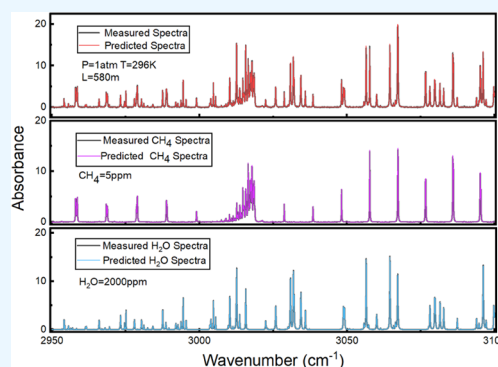 20
Measured Spectra
Predicted Spectra
P=1atm T=296K
L=580m
10
0
20
Measured CH₄ Spectra
Predicted CH₄ Spectra
CH₄=5ppm
10
0
20
Measured H₂O Spectra
Predicted H₂O Spectra
H₂O=2000ppm
10
0
Absorbance
2950 3000 3050 310
Wavenumber (cm⁻¹)